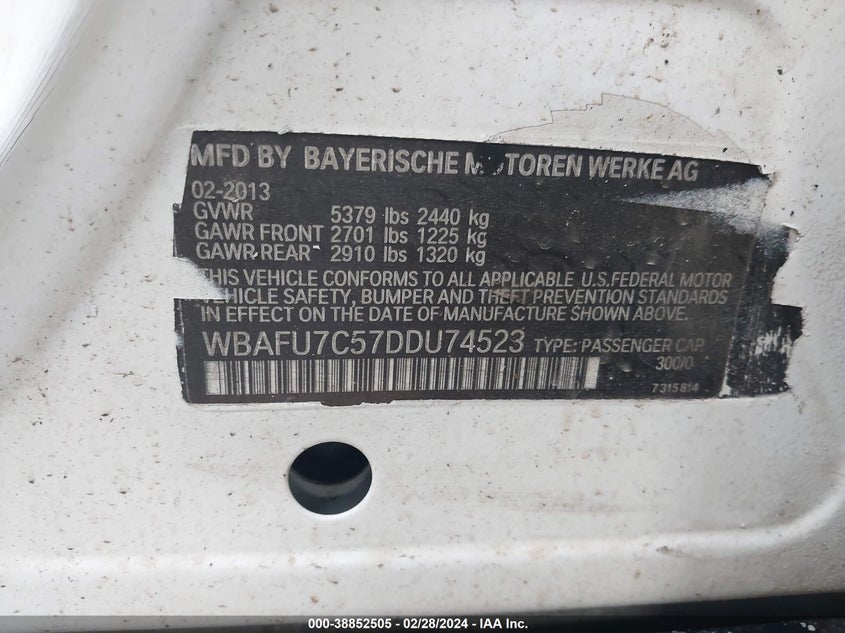 MFD BY BAYERISCHE MOTOREN WERKE AG
02-2013
GVWR 5379 lbs 2440 kg
GAWR FRONT 2701 lbs 1225 kg
GAWR REAR 2910 lbs 1320 kg
THIS VEHICLE CONFORMS TO ALL APPLICABLE U.S.FEDERAL MOTOR
VEHICLE SAFETY, BUMPER AND THEFT PREVENTION STANDARDS
IN EFFECT ON THE DATE OF MANUFACTURE SHOWN ABOVE.
WBAFU7C57DDU74523 TYPE: PASSENGER CAR
300/0
7 315 814
000-38852505 - 02/28/2024 - IAA Inc.